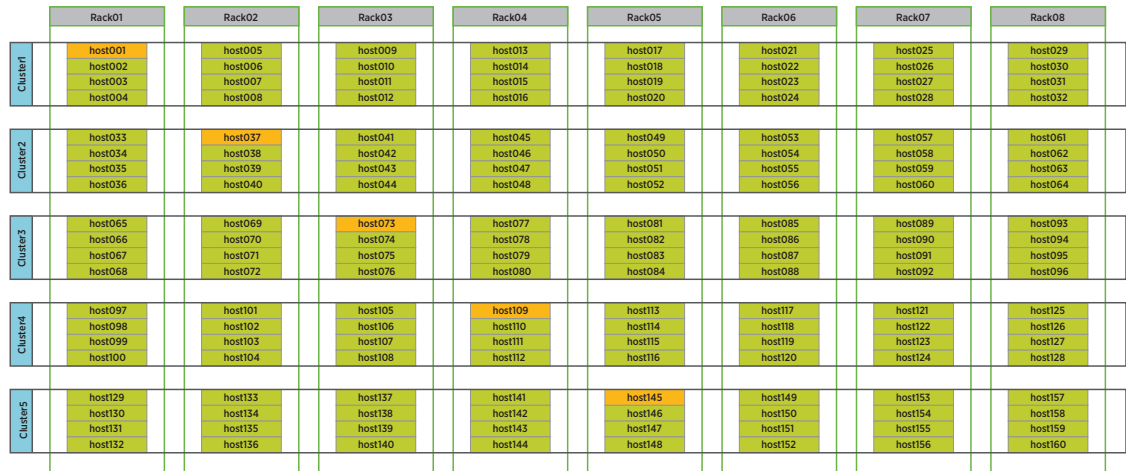 Rack01 Rack02 Rack03 Rack04 Rack05 Rack06 Rack07 Rack08
Cluster1
host001 host005 host009 host013 host017 host021 host025 host029
host002 host006 host010 host014 host018 host022 host026 host030
host003 host007 host011 host015 host019 host023 host027 host031
host004 host008 host012 host016 host020 host024 host028 host032
Cluster2
host033 host037 host041 host045 host049 host053 host057 host061
host034 host038 host042 host046 host050 host054 host058 host062
host035 host039 host043 host047 host051 host055 host059 host063
host036 host040 host044 host048 host052 host056 host060 host064
Cluster3
host065 host069 host073 host077 host081 host085 host089 host093
host066 host070 host074 host078 host082 host086 host090 host094
host067 host071 host075 host079 host083 host087 host091 host095
host068 host072 host076 host080 host084 host088 host092 host096
Cluster4
host097 host101 host105 host109 host113 host117 host121 host125
host098 host102 host106 host110 host114 host118 host122 host126
host099 host103 host107 host111 host115 host119 host123 host127
host100 host104 host108 host112 host116 host120 host124 host128
Cluster5
host129 host133 host137 host141 host145 host149 host153 host157
host130 host134 host138 host142 host146 host150 host154 host158
host131 host135 host139 host143 host147 host151 host155 host159
host132 host136 host140 host144 host148 host152 host156 host160